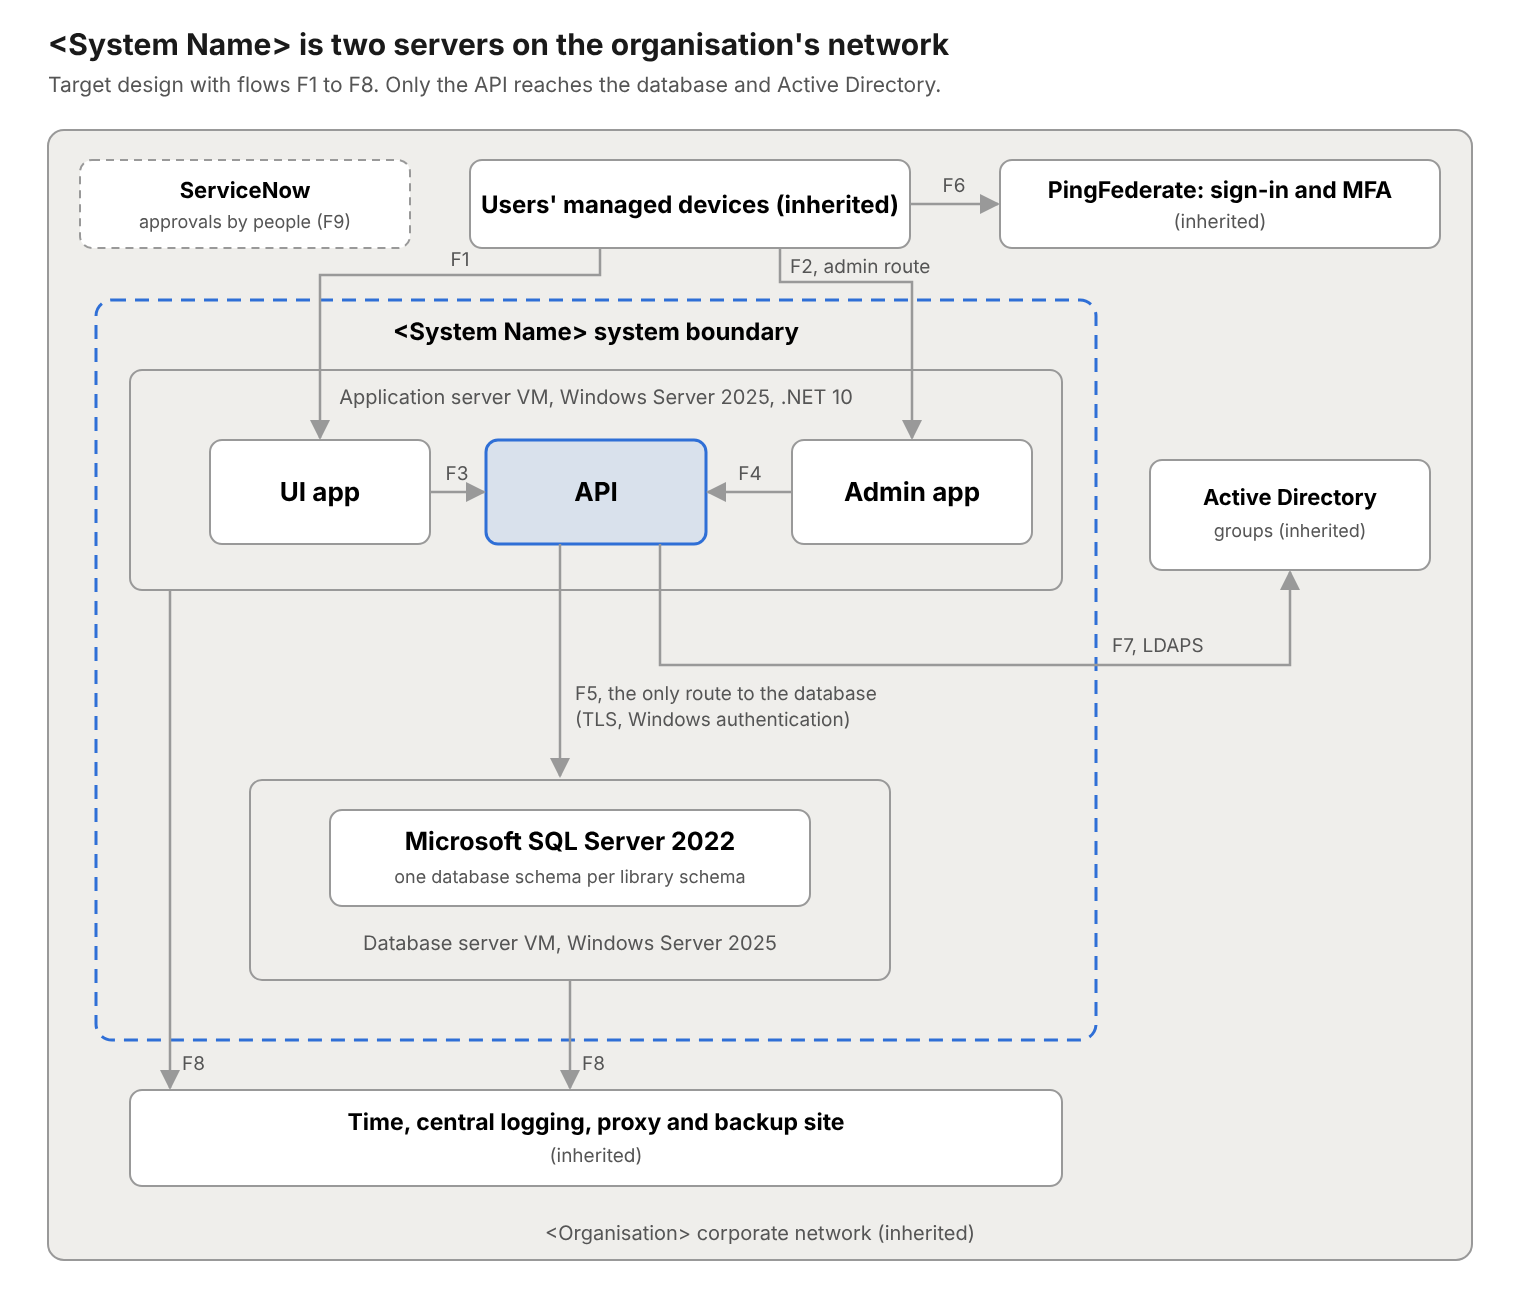 <System Name> is two servers on the organisation's network
Target design with flows F1 to F8. Only the API reaches the database and Active Directory.
ServiceNow
approvals by people (F9)
Users' managed devices (inherited)
F6
PingFederate: sign-in and MFA
(inherited)
F1
F2, admin route
<System Name> system boundary
Application server VM, Windows Server 2025, .NET 10
UI app
F3
API
F4
Admin app
Active Directory
groups (inherited)
F7, LDAPS
F5, the only route to the database
(TLS, Windows authentication)
Microsoft SQL Server 2022
one database schema per library schema
Database server VM, Windows Server 2025
F8
F8
Time, central logging, proxy and backup site
(inherited)
<Organisation> corporate network (inherited)